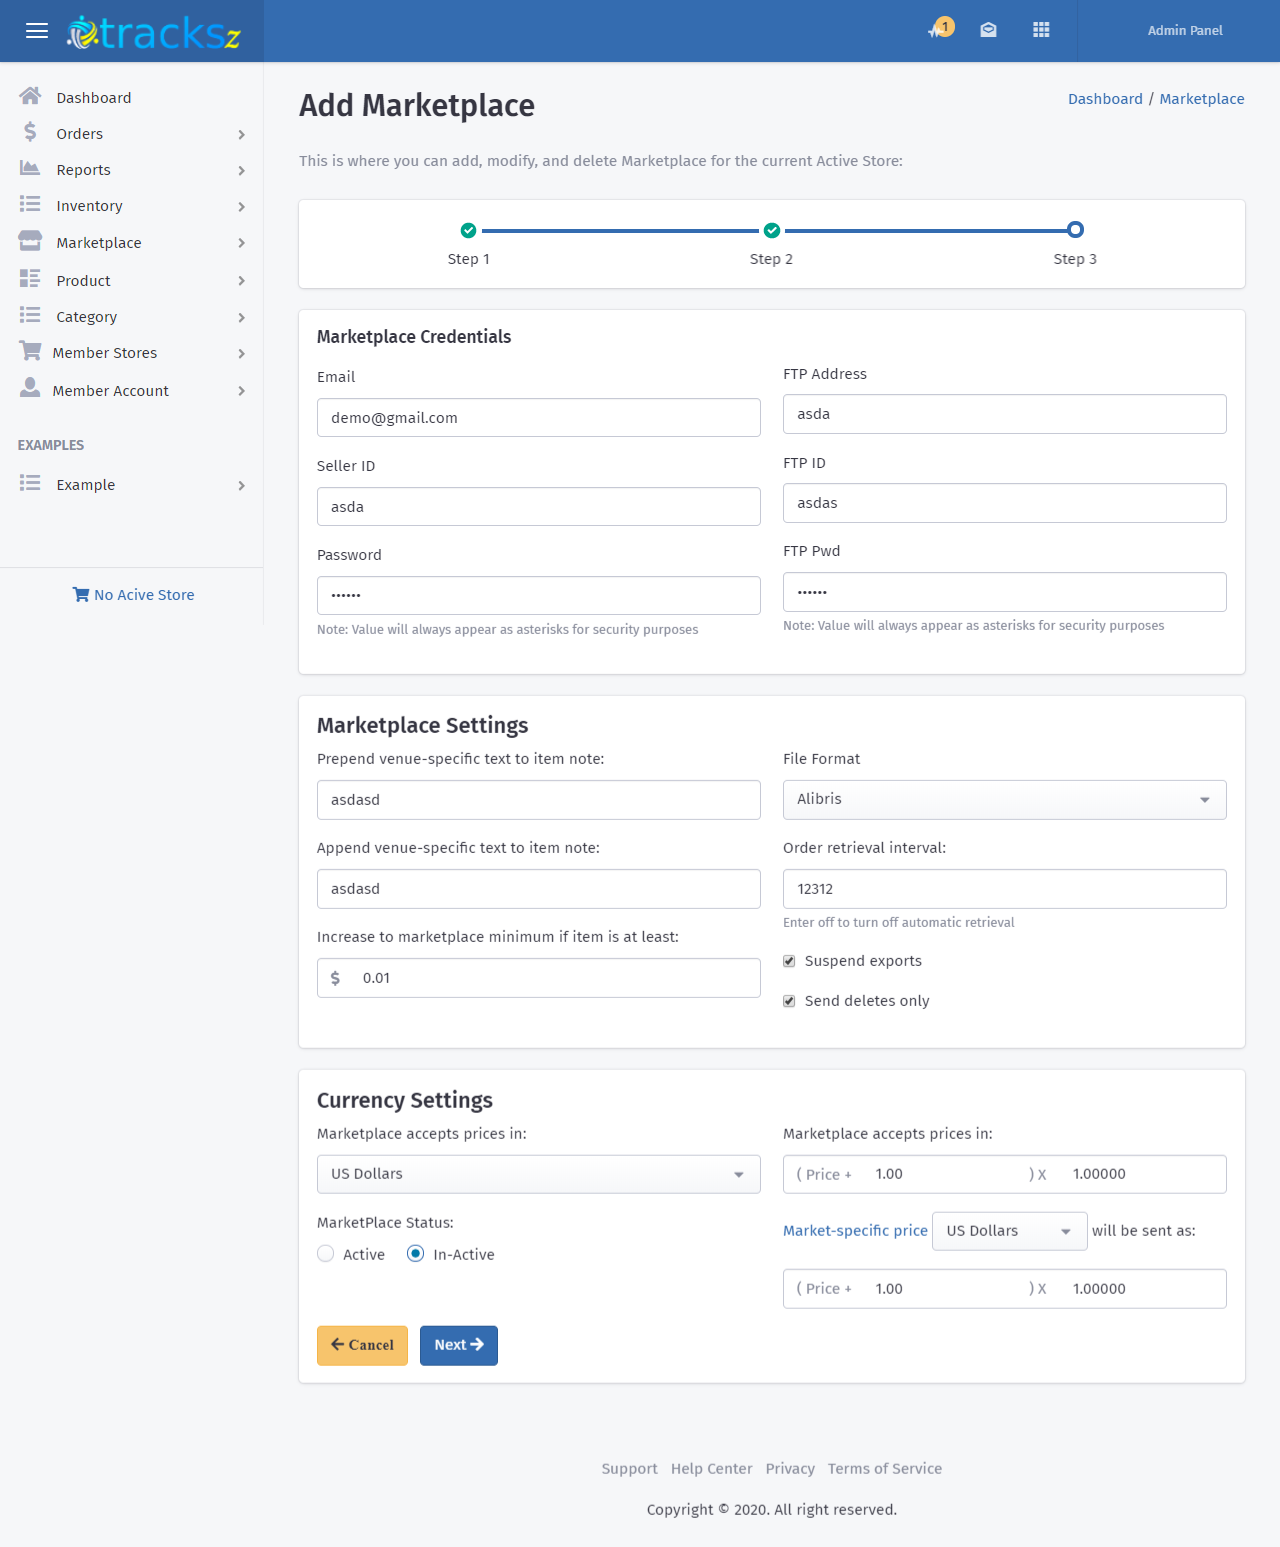 tracksz
1
Admin Panel
Dashboard
Orders
Reports
Inventory
Marketplace
Product
Category
Member Stores
Member Account
EXAMPLES
Example
No Acive Store
Add Marketplace
Dashboard / Marketplace
This is where you can add, modify, and delete Marketplace for the current Active Store:
Step 1
Step 2
Step 3
Marketplace Credentials
Email
demo@gmail.com
Seller ID
asda
Password
••••••
Note: Value will always appear as asterisks for security purposes
FTP Address
asda
FTP ID
asdas
FTP Pwd
••••••
Note: Value will always appear as asterisks for security purposes
Marketplace Settings
Prepend venue-specific text to item note:
asdasd
Append venue-specific text to item note:
asdasd
Increase to marketplace minimum if item is at least:
$ 0.01
File Format
Alibris
Order retrieval interval:
12312
Enter off to turn off automatic retrieval
Suspend exports
Send deletes only
Currency Settings
Marketplace accepts prices in:
US Dollars
MarketPlace Status:
Active In-Active
Marketplace accepts prices in:
( Price + 1.00 ) X 1.00000
Market-specific price US Dollars will be sent as:
( Price + 1.00 ) X 1.00000
Cancel
Next
Support Help Center Privacy Terms of Service
Copyright © 2020. All right reserved.